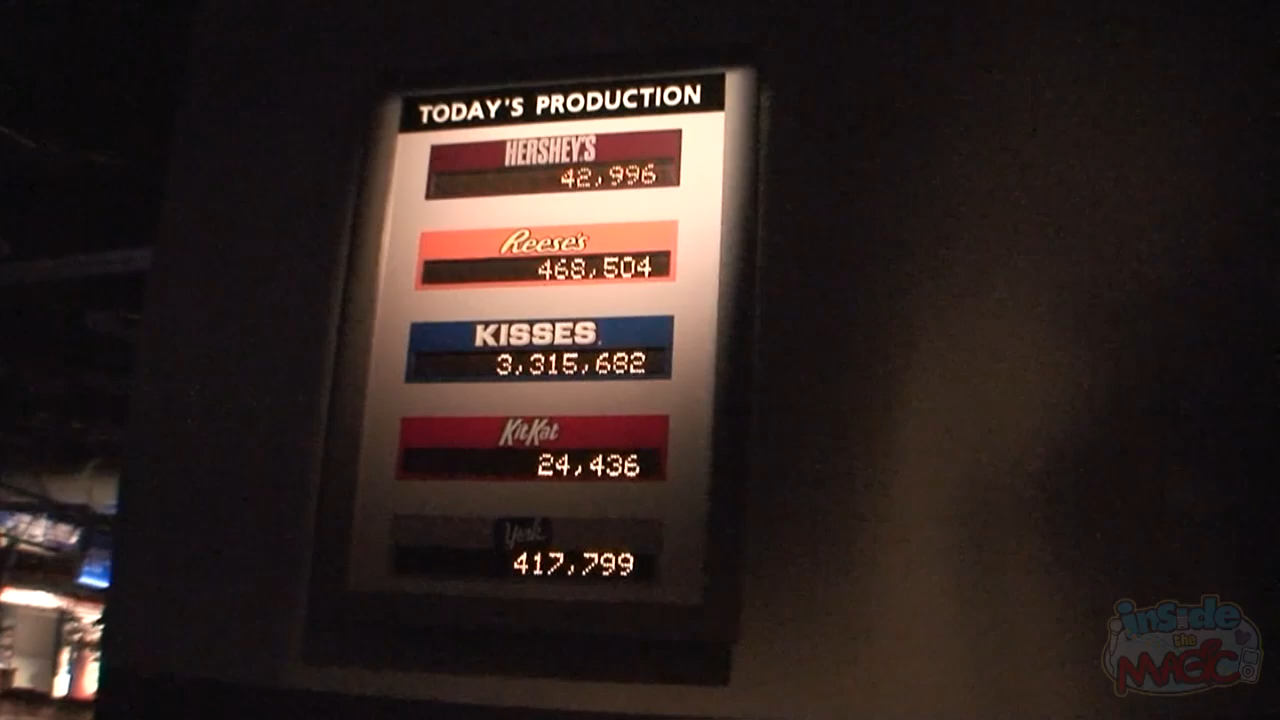 TODAY'S PRODUCTION
HERSHEY'S
42,996
Reese's
468,504
KISSES.
3,315,682
KitKat
24,436
York
417,799
inside
the
MAGIC